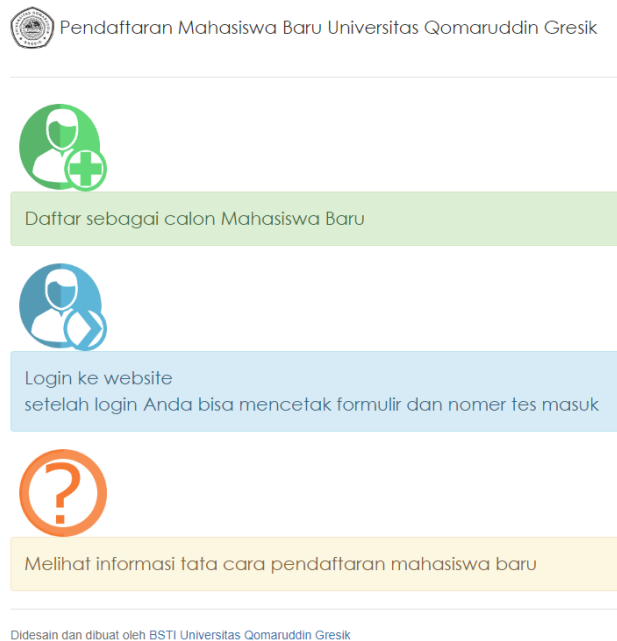 Pendaftaran Mahasiswa Baru Universitas Qomaruddin Gresik
Daftar sebagai calon Mahasiswa Baru
Login ke website
setelah login Anda bisa mencetak formulir dan nomer tes masuk
?
Melihat informasi tata cara pendaftaran mahasiswa baru
Didesain dan dibuat oleh BSTI Universitas Qomaruddin Gresik